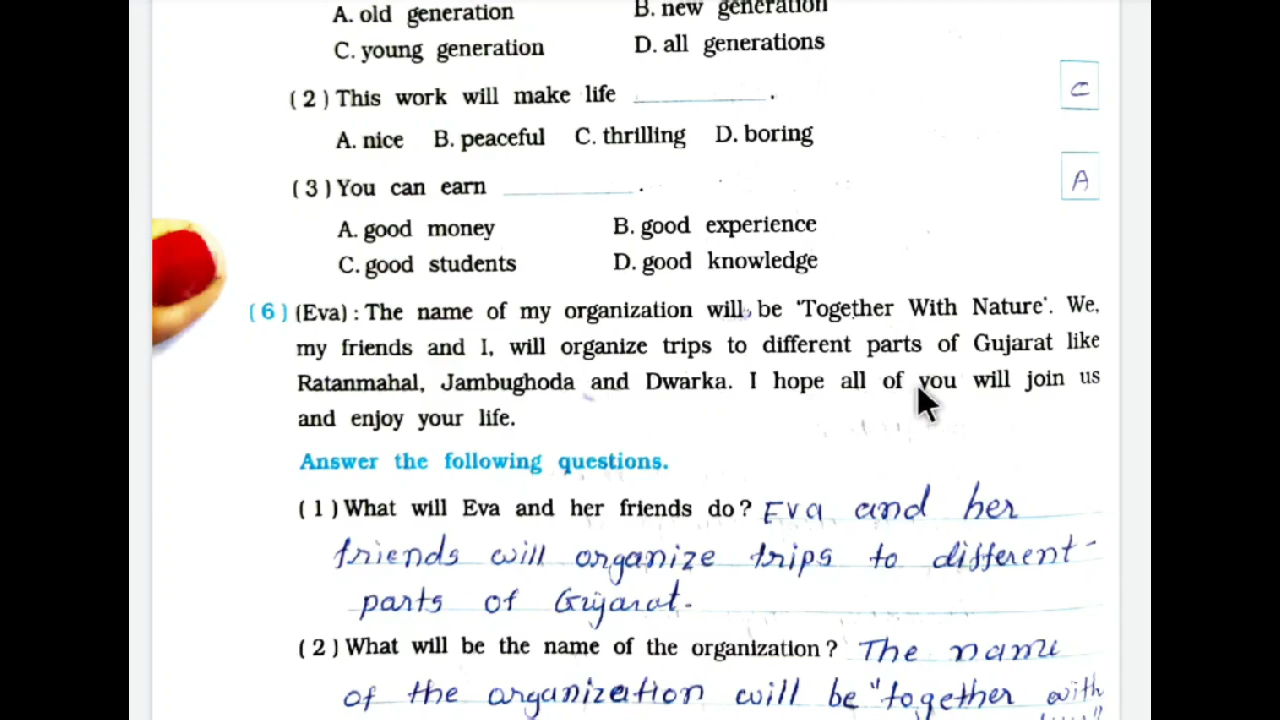 A. old generation B. new generation
C. young generation D. all generations
( 2 ) This work will make life ________ . C
A. nice B. peaceful C. thrilling D. boring
( 3 ) You can earn ________ . A
A. good money B. good experience
C. good students D. good knowledge
( 6 ) (Eva) : The name of my organization will be 'Together With Nature'. We,
my friends and I, will organize trips to different parts of Gujarat like
Ratanmahal, Jambughoda and Dwarka. I hope all of you will join us
and enjoy your life.
Answer the following questions.
( 1 ) What will Eva and her friends do? Eva and her
friends will organize trips to different
parts of Gujarat.
( 2 ) What will be the name of the organization? The name
of the organization will be "together with